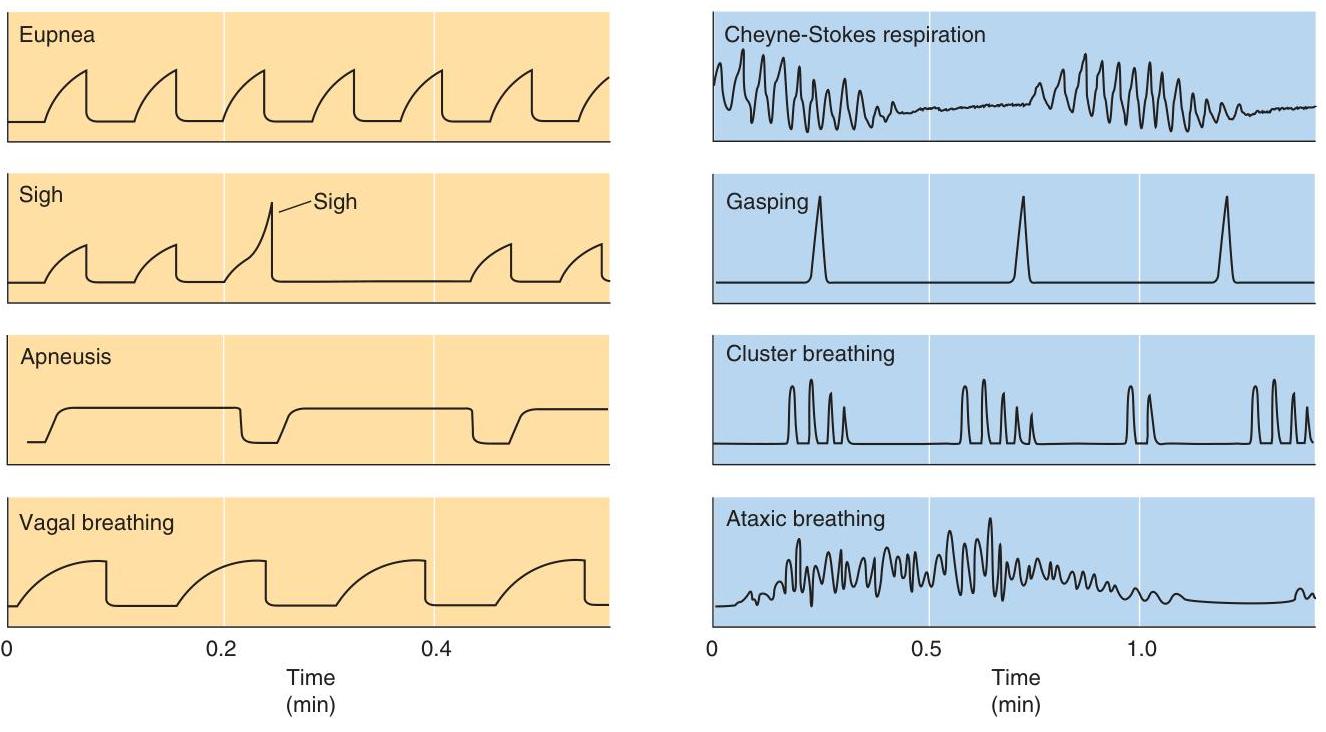 Eupnea
Sigh
Sigh
Apneusis
Vagal breathing
0 0.2 0.4
Time
(min)
Cheyne-Stokes respiration
Gasping
Cluster breathing
Ataxic breathing
0 0.5 1.0
Time
(min)